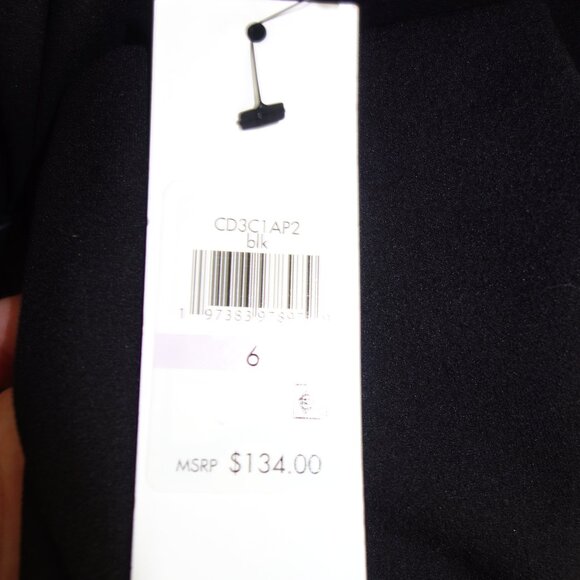 CD3C1AP2
blk
6
MSRP $134.00